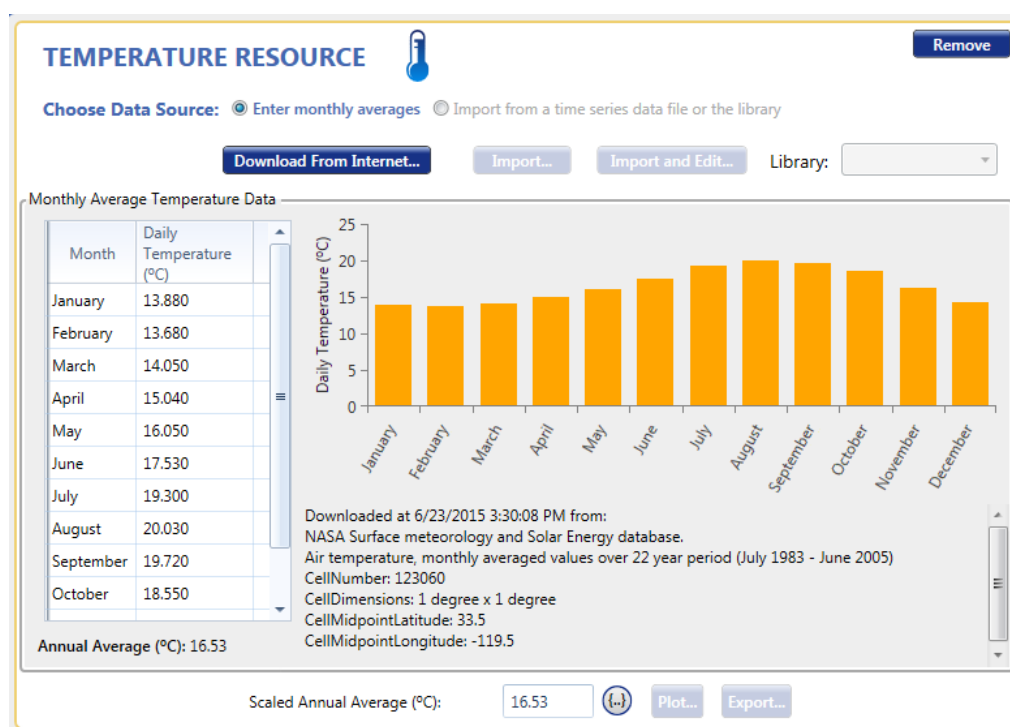 TEMPERATURE RESOURCE
Remove
Choose Data Source: Enter monthly averages Import from a time series data file or the library
Download From Internet... Import... Import and Edit... Library:
Monthly Average Temperature Data
Month Daily Temperature (ºC)
January 13.880
February 13.680
March 14.050
April 15.040
May 16.050
June 17.530
July 19.300
August 20.030
September 19.720
October 18.550
Annual Average (ºC): 16.53
Daily Temperature (ºC)
25
20
15
10
5
0
January February March April May June July August September October November December
Downloaded at 6/23/2015 3:30:08 PM from:
NASA Surface meteorology and Solar Energy database.
Air temperature, monthly averaged values over 22 year period (July 1983 - June 2005)
CellNumber: 123060
CellDimensions: 1 degree x 1 degree
CellMidpointLatitude: 33.5
CellMidpointLongitude: -119.5
Scaled Annual Average (ºC): 16.53 {..} Plot... Export...